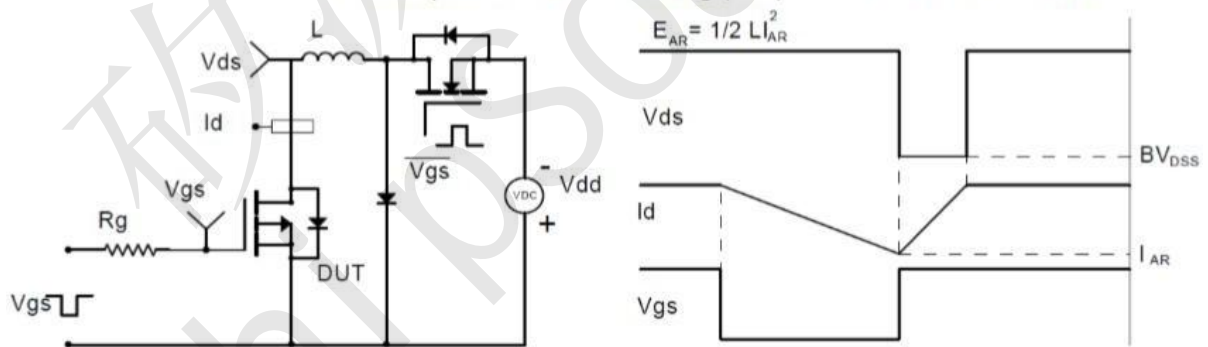 E_AR = 1/2 LI_AR^2
L
Vds
Id
Vgs
Vgs
Rg
DUT
Vgs
-
Vdd
VDC
+
Vds
BV_DSS
Id
I_AR
Vgs